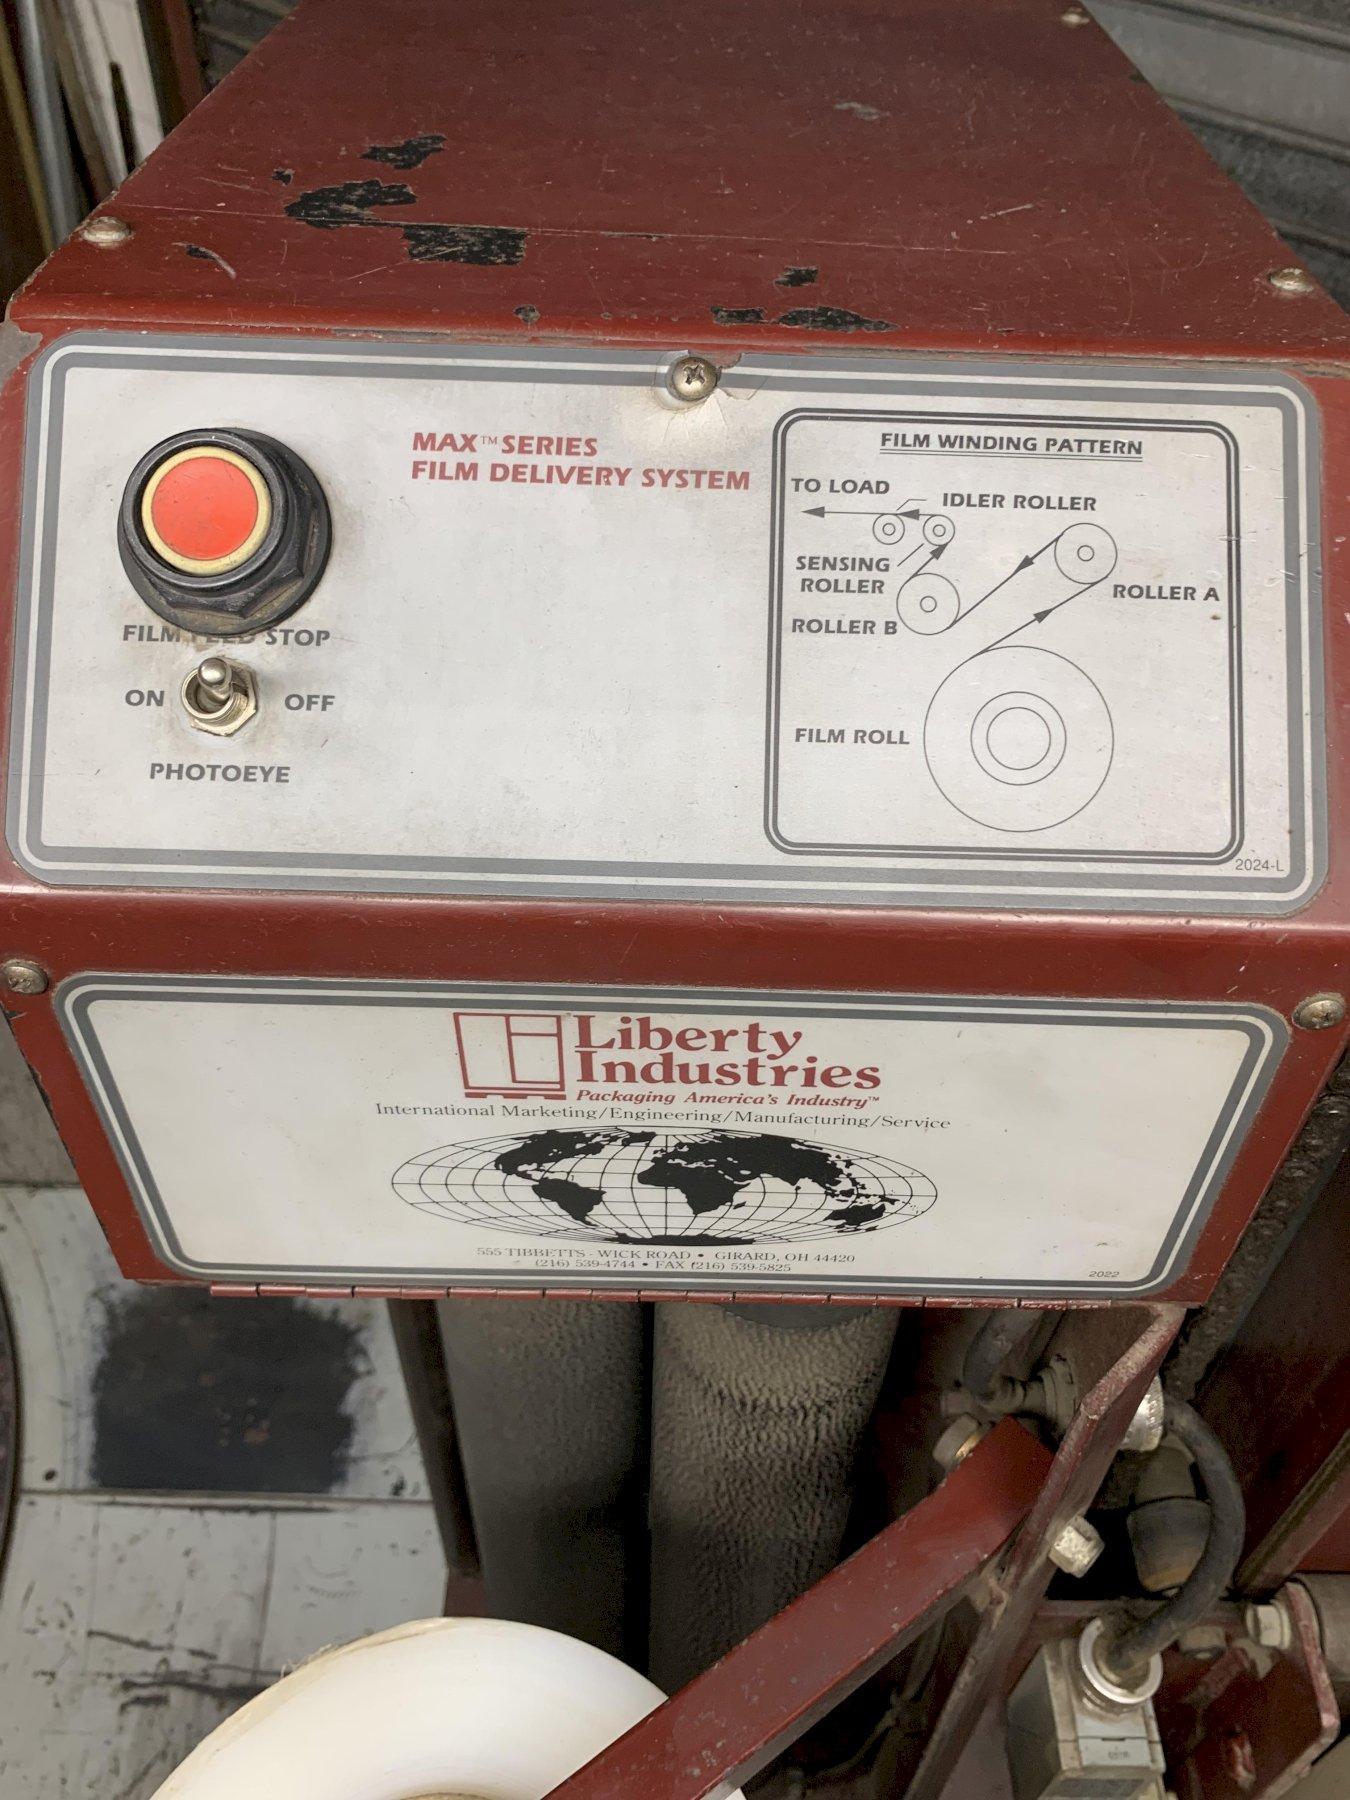 MAX™ SERIES
FILM DELIVERY SYSTEM
FILM FEED STOP
ON
OFF
PHOTOEYE
FILM WINDING PATTERN
TO LOAD
IDLER ROLLER
SENSING
ROLLER
ROLLER A
ROLLER B
FILM ROLL
2024-L
Liberty
Industries
Packaging America's Industry™
International Marketing/Engineering/Manufacturing/Service
555 TIBBETTS - WICK ROAD • GIRARD, OH 44420
(216) 539-4744 • FAX (216) 539-5825
2022